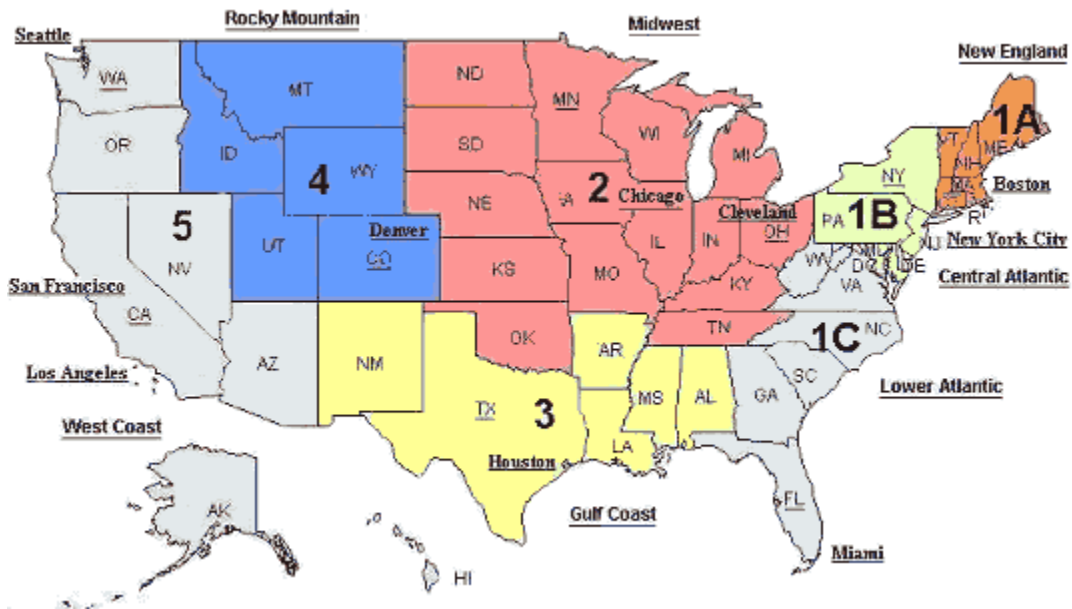 Rocky Mountain
Midwest
Seattle
New England
WA
MT
ND
MN
1A
OR
ID
SD
WI
MI
VT
NH
ME
WY
4
NE
IA
2
Chicago
Cleveland
NY
MA
Boston
5
UT
Denver
CO
IL
IN
OH
PA
1B
New York City
NV
KS
MO
KY
WV
VA
DC
DE
NJ
Central Atlantic
San Francisco
CA
OK
TN
1C
NC
AZ
NM
AR
SC
Los Angeles
TX
3
MS
AL
GA
Lower Atlantic
West Coast
Houston
LA
Gulf Coast
FL
AK
Miami
HI